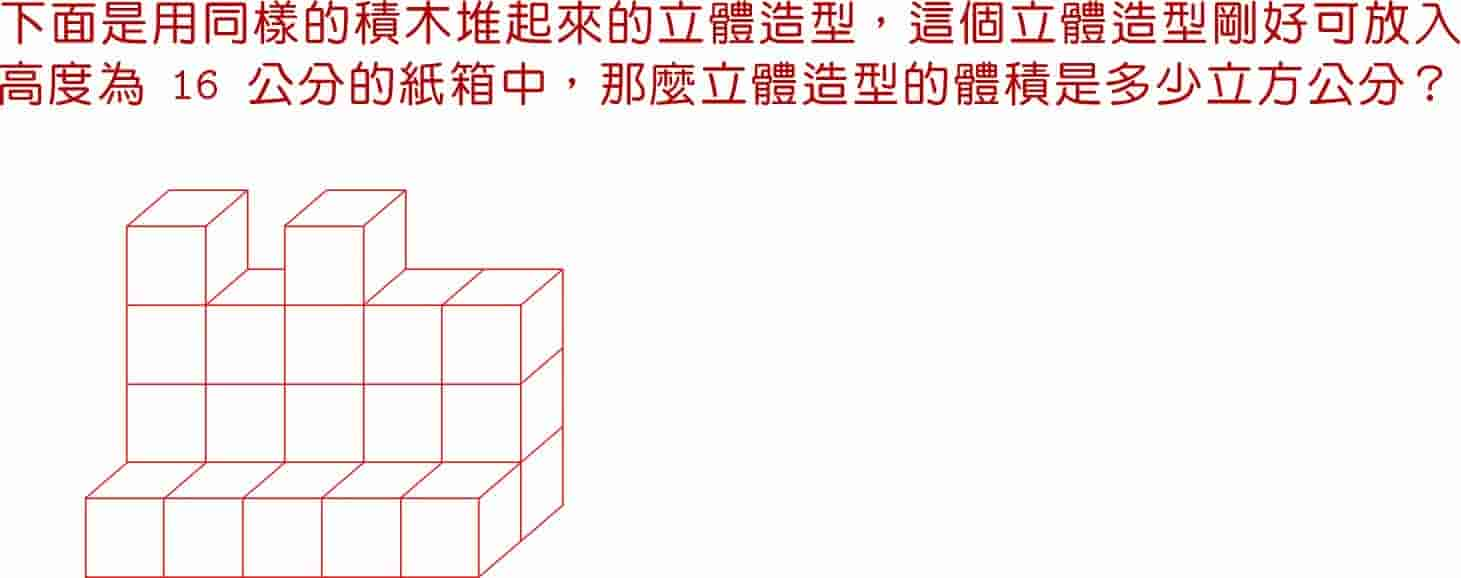 下面是用同樣的積木堆起來的立體造型，這個立體造型剛好可放入
高度為 16 公分的紙箱中，那麼立體造型的體積是多少立方公分？